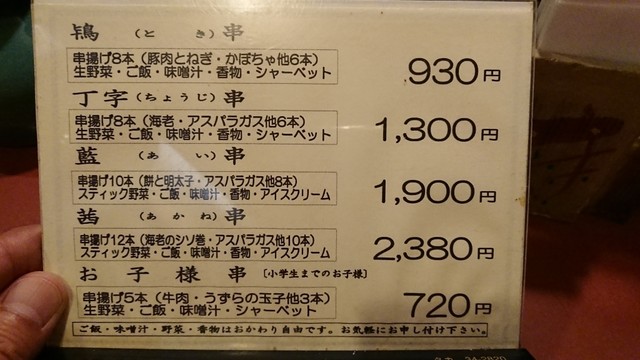 鴇（とき）串
串揚げ8本（豚肉とねぎ・かぼちゃ他6本）
生野菜・ご飯・味噌汁・香物・シャーベット
930円
丁字（ちょうじ）串
串揚げ8本（海老・アスパラガス他6本）
生野菜・ご飯・味噌汁・香物・シャーベット
1,300円
藍（あい）串
串揚げ10本（餅と明太子・アスパラガス他8本）
スティック野菜・ご飯・味噌汁・香物・アイスクリーム
1,900円
茜（あかね）串
串揚げ12本（海老のシソ巻・アスパラガス他10本）
スティック野菜・ご飯・味噌汁・香物・アイスクリーム
2,380円
お子様串［小学生までのお子様］
串揚げ5本（牛肉・うずらの玉子他3本）
生野菜・ご飯・味噌汁・シャーベット
720円
ご飯・味噌汁・野菜・香物はおかわり自由です。お気軽にお申し付け下さい。